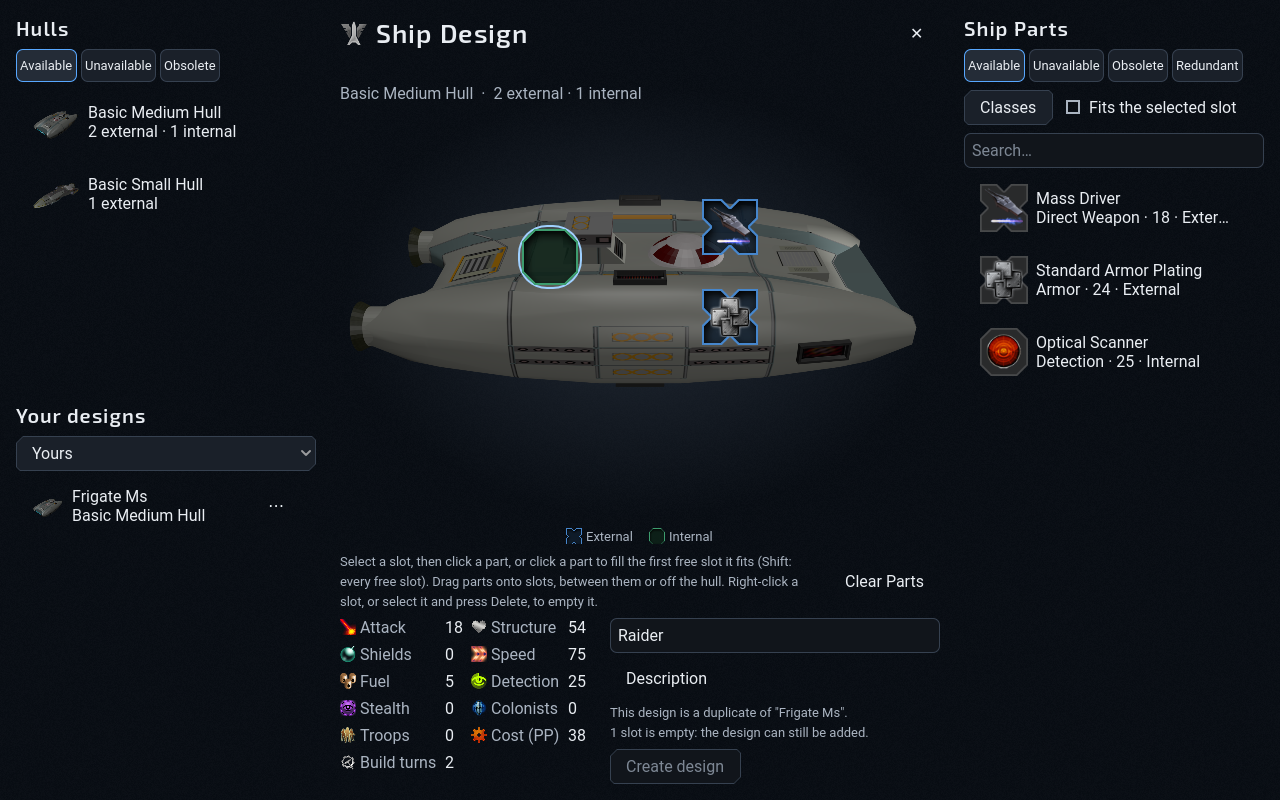 Hulls
Available
Unavailable
Obsolete
Basic Medium Hull
2 external · 1 internal
Basic Small Hull
1 external
Your designs
Yours
Frigate Ms
Basic Medium Hull
...
Ship Design
×
Basic Medium Hull · 2 external · 1 internal
External
Internal
Select a slot, then click a part, or click a part to fill the first free slot it fits (Shift:
every free slot). Drag parts onto slots, between them or off the hull. Right-click a
slot, or select it and press Delete, to empty it.
Clear Parts
Attack 18
Structure 54
Shields 0
Speed 75
Fuel 5
Detection 25
Stealth 0
Colonists 0
Troops 0
Cost (PP) 38
Build turns 2
Raider
Description
This design is a duplicate of "Frigate Ms".
1 slot is empty: the design can still be added.
Create design
Ship Parts
Available
Unavailable
Obsolete
Redundant
Classes
Fits the selected slot
Search…
Mass Driver
Direct Weapon · 18 · Exter…
Standard Armor Plating
Armor · 24 · External
Optical Scanner
Detection · 25 · Internal